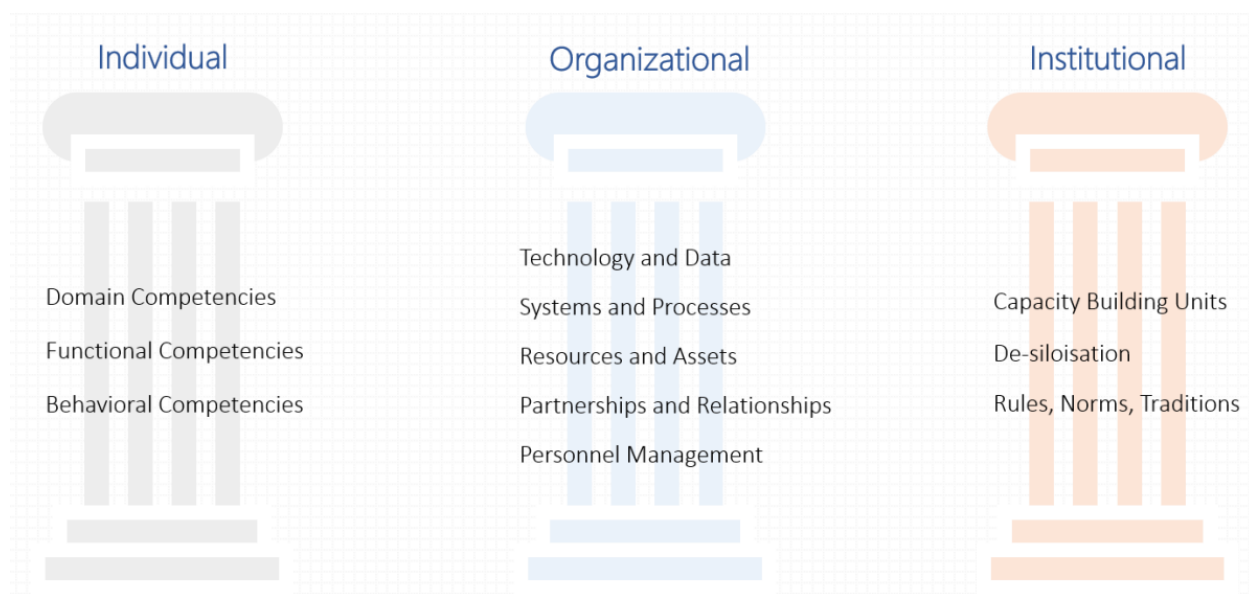 Individual
Domain Competencies
Functional Competencies
Behavioral Competencies
Organizational
Technology and Data
Systems and Processes
Resources and Assets
Partnerships and Relationships
Personnel Management
Institutional
Capacity Building Units
De-siloisation
Rules, Norms, Traditions